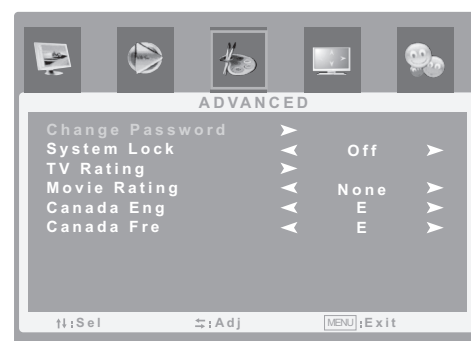 ADVANCED
Change Password
System Lock Off
TV Rating
Movie Rating None
Canada Eng E
Canada Fre E
:Sel :Adj MENU :Exit